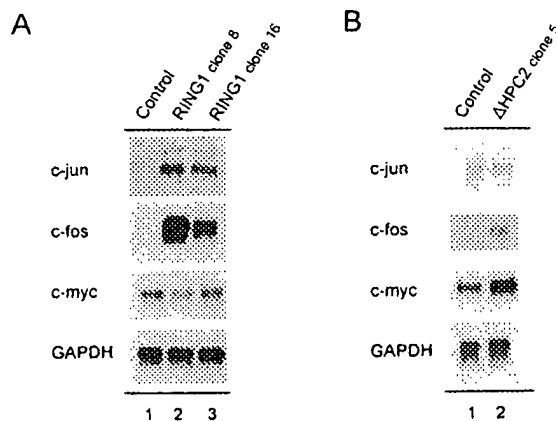 A
Control
RING1 clone 8
RING1 clone 16
c-jun
c-fos
c-myc
GAPDH
1 2 3
B
Control
ΔHPC2 clone 5
c-jun
c-fos
c-myc
GAPDH
1 2